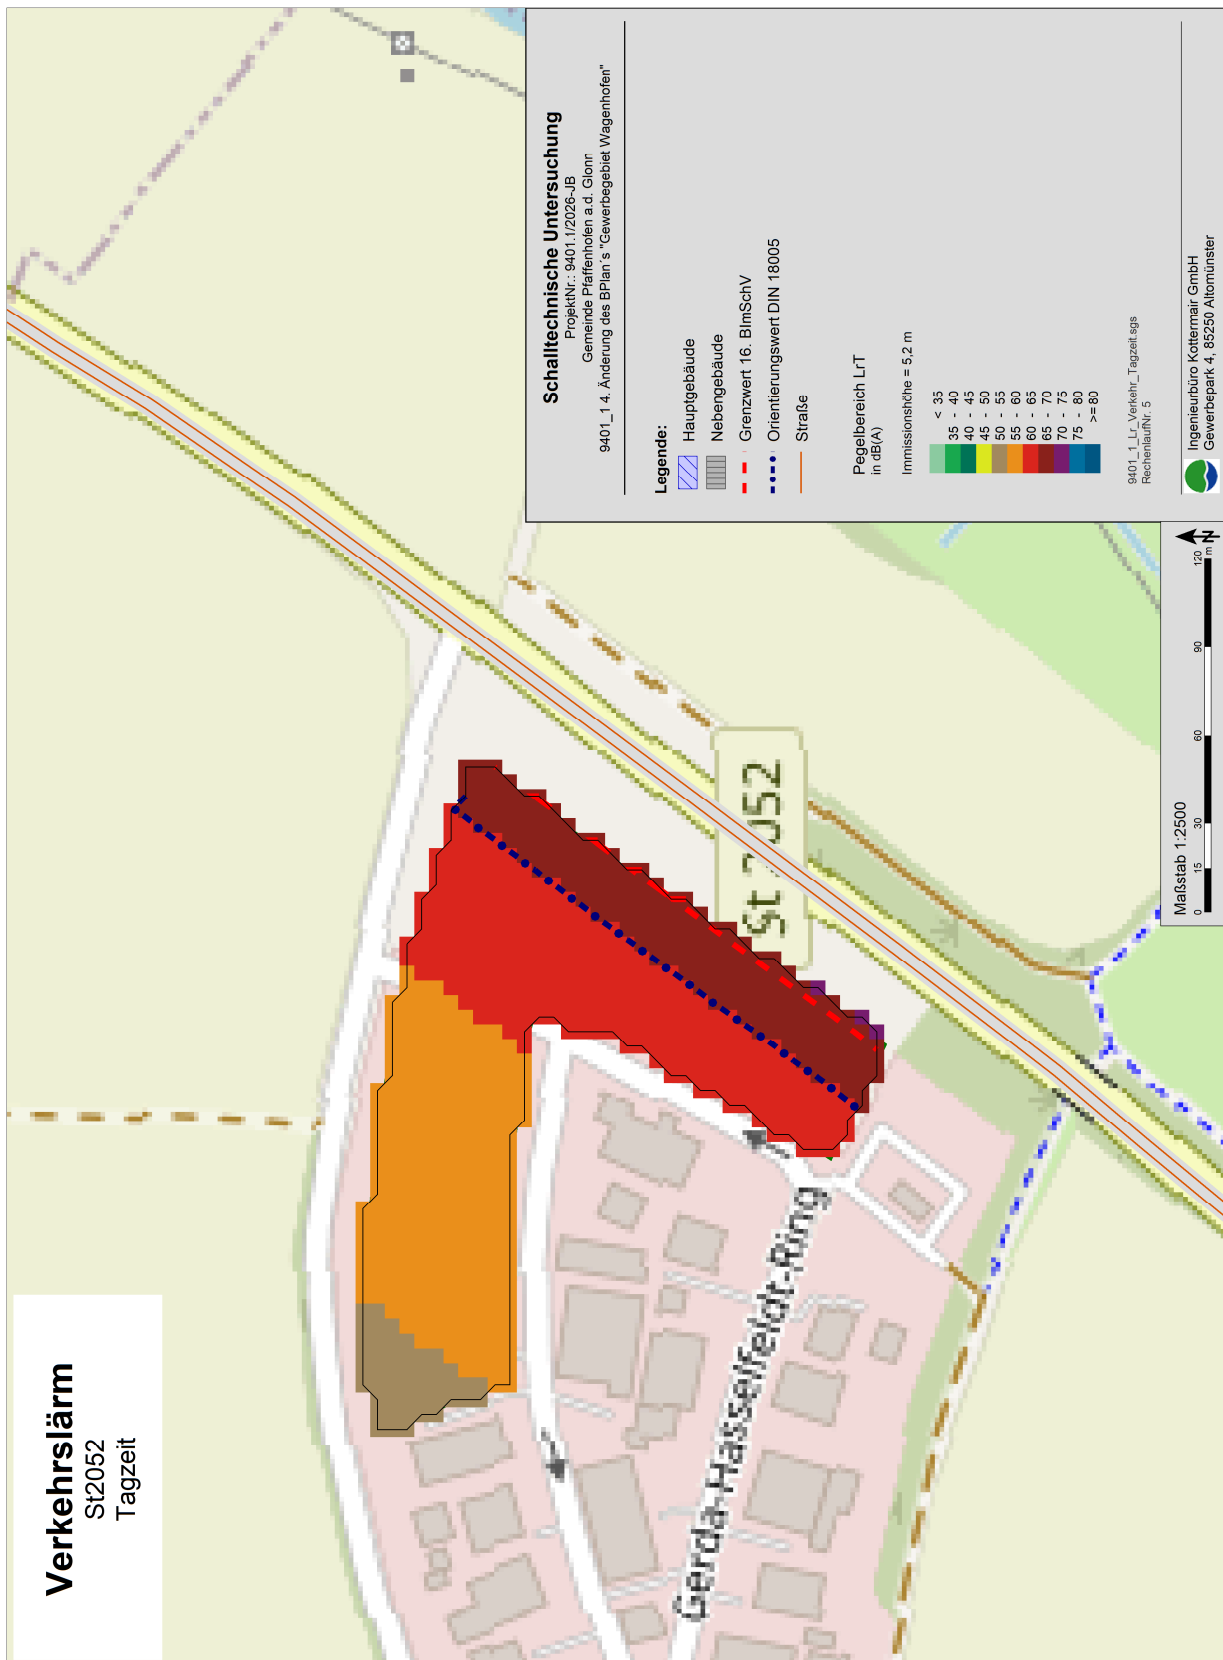 Verkehrslärm
St2052
Tagzeit
Gerda-Hasselfeldt-Ring
Schalltechnische Untersuchung
ProjektNr.: 9401.1/2026-JB
Gemeinde Pfaffenhofen a.d. Glonn
9401_1 4. Änderung des BPlan´s "Gewerbegebiet Wagenhofen"
Legende:
Hauptgebäude
Nebengebäude
Grenzwert 16. BImSchV
Orientierungswert DIN 18005
Straße
Pegelbereich LrT
in dB(A)
Immissionshöhe = 5,2 m
< 35
35 - 40
40 - 45
45 - 50
50 - 55
55 - 60
60 - 65
65 - 70
70 - 75
75 - 80
>= 80
9401_1_Lr_Verkehr_Tagzeit.sgs
RechenlaufNr. 5
Ingenieurbüro Kottermair GmbH
Gewerbepark 4, 85250 Altomünster
Maßstab 1:2500
0 15 30 60 90 120
m
N